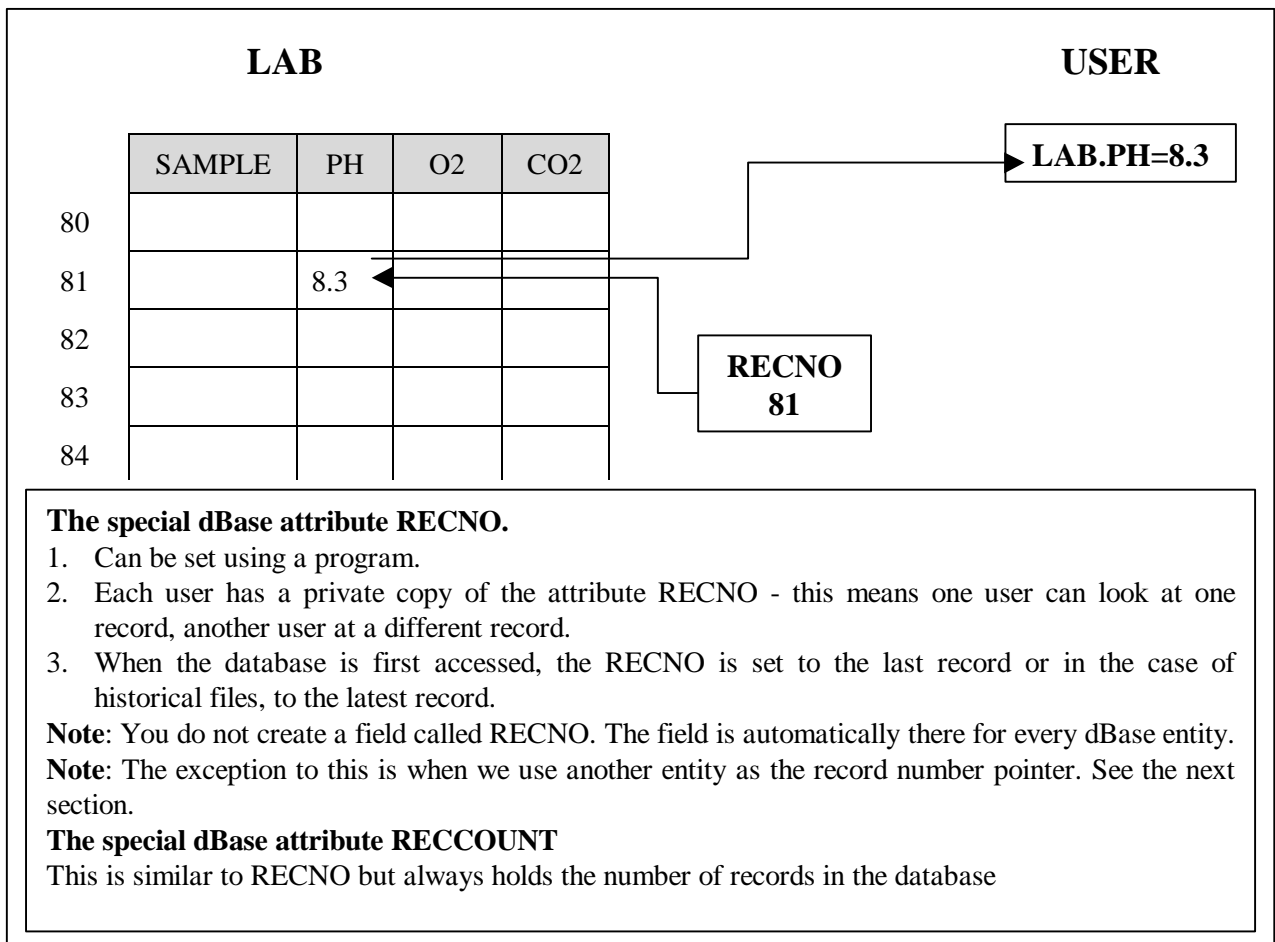 LAB USER
LAB.PH=8.3
SAMPLE PH O2 CO2
80
81 8.3
82
RECNO
83 81
84
The special dBase attribute RECNO.
1. Can be set using a program.
2. Each user has a private copy of the attribute RECNO - this means one user can look at one
record, another user at a different record.
3. When the database is first accessed, the RECNO is set to the last record or in the case of
historical files, to the latest record.
Note: You do not create a field called RECNO. The field is automatically there for every dBase entity.
Note: The exception to this is when we use another entity as the record number pointer. See the next
section.
The special dBase attribute RECCOUNT
This is similar to RECNO but always holds the number of records in the database